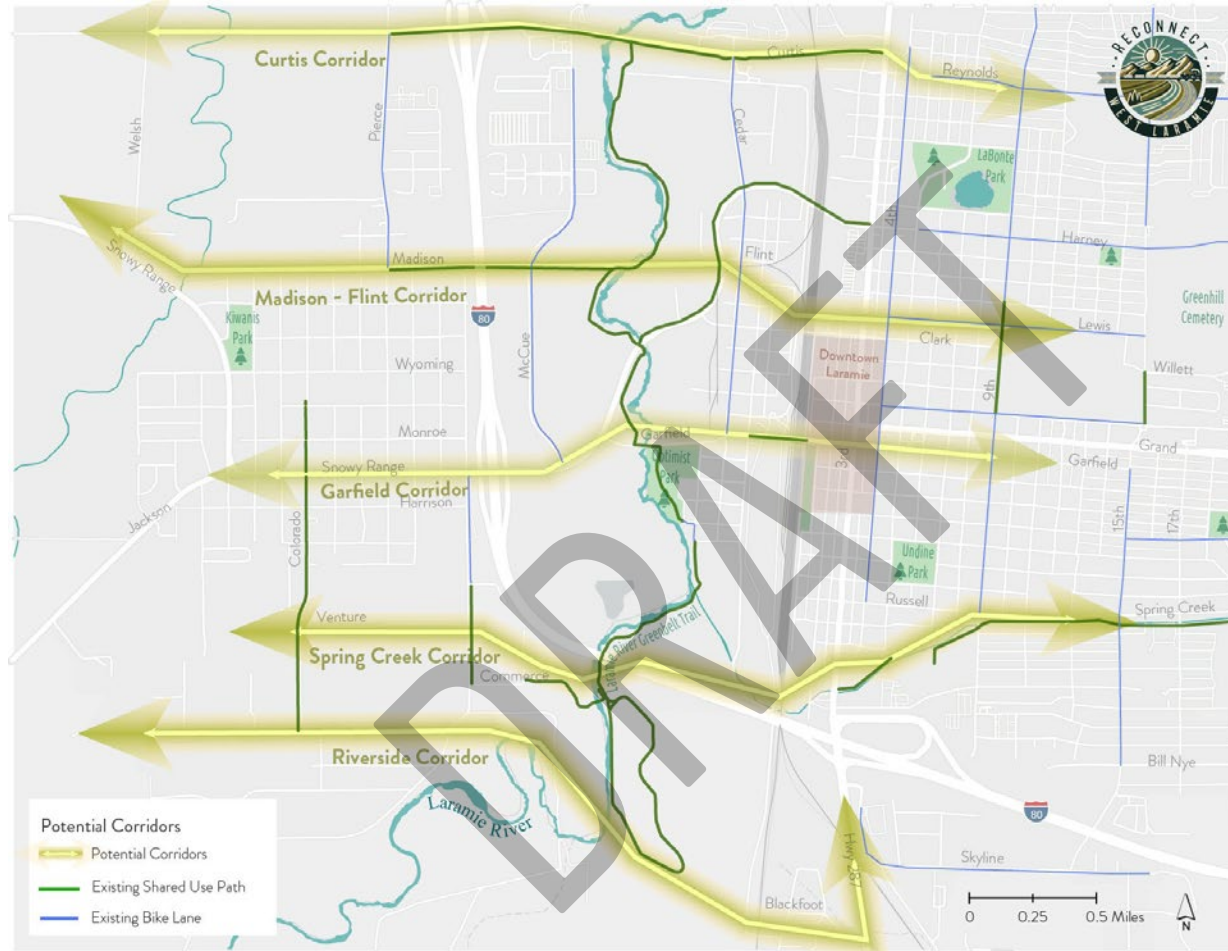 RECONNECT
WEST LARAMIE
Curtis Corridor
Curtis
Reynolds
Welsh
Pierce
Cedar
LaBonte
Park
4th
Harney
Snowy Range
Madison
Flint
Madison - Flint Corridor
80
Kiwanis
Park
Greenhill
Cemetery
Lewis
Clark
McCue
Wyoming
Downtown
Laramie
Willett
9th
Monroe
Garfield
Grand
Snowy Range
Optimist
Park
3rd
Garfield
Garfield Corridor
Harrison
Jackson
Colorado
15th
17th
Undine
Park
Russell
Venture
Spring Creek
Laramie River Greenbelt Trail
Spring Creek Corridor
Commerce
Riverside Corridor
Bill Nye
Laramie River
80
Hwy 287
Skyline
Blackfoot
DRAFT
Potential Corridors
Potential Corridors
Existing Shared Use Path
Existing Bike Lane
0 0.25 0.5 Miles
N